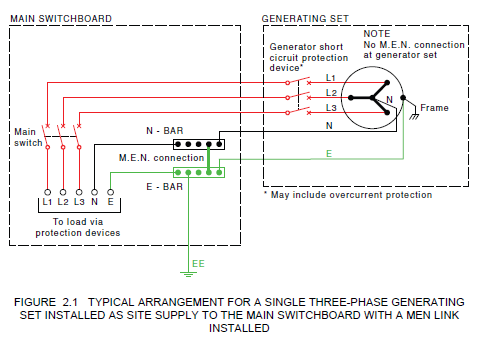 MAIN SWITCHBOARD
GENERATING SET
NOTE
No M.E.N. connection
at generator set
Generator short
cicruit protection
device*
L1
L2
L3
N
N
Frame
E
Main
switch
N - BAR
M.E.N. connection
E - BAR
L1 L2 L3 N E
To load via
protection devices
* May include overcurrent protection
EE
FIGURE 2.1 TYPICAL ARRANGEMENT FOR A SINGLE THREE-PHASE GENERATING
SET INSTALLED AS SITE SUPPLY TO THE MAIN SWITCHBOARD WITH A MEN LINK
INSTALLED